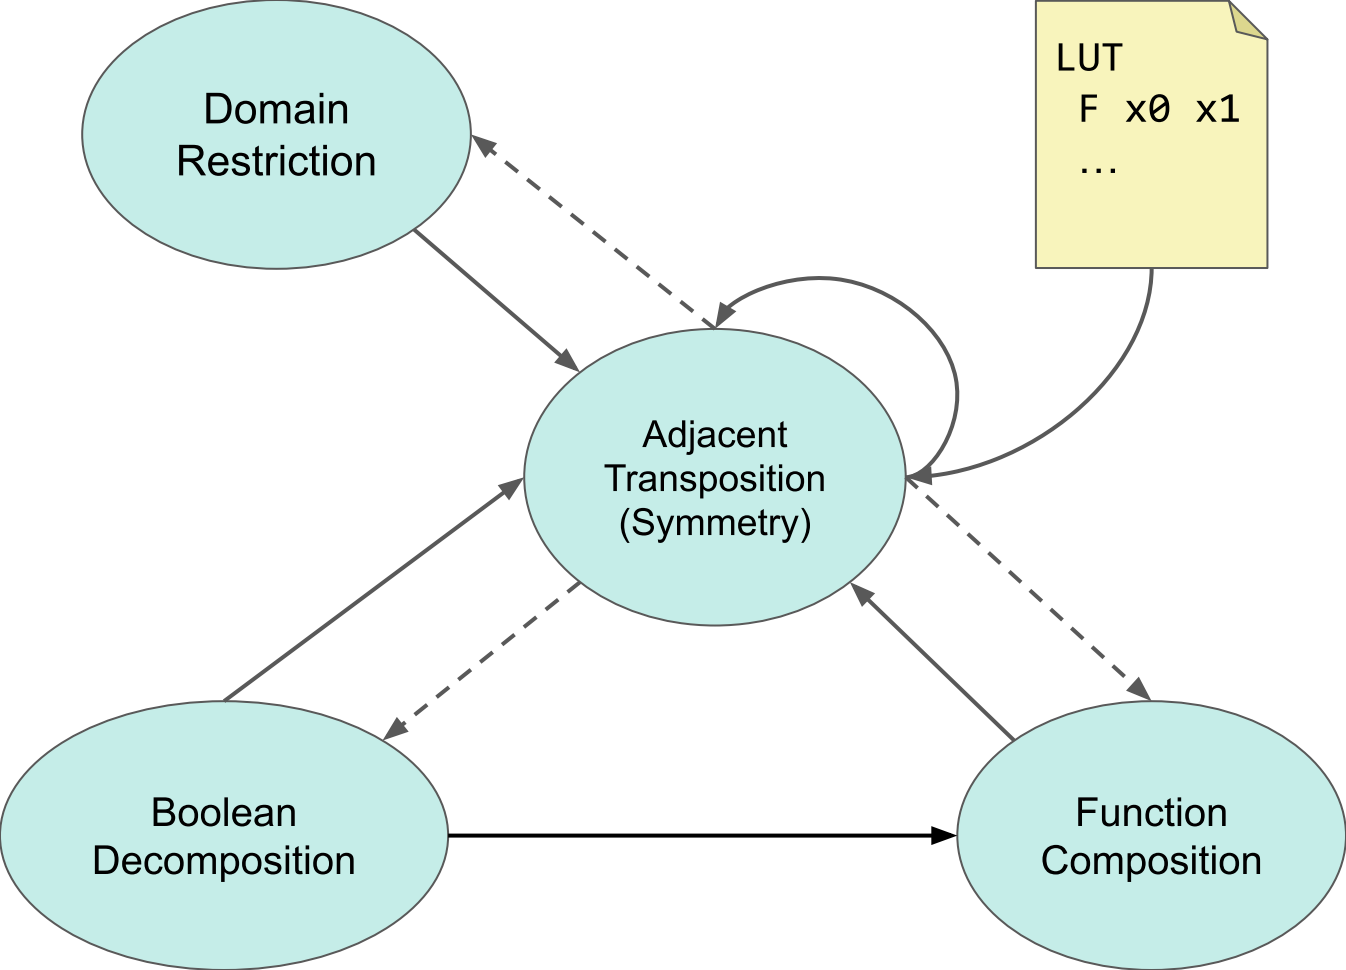 Domain
Restriction
LUT
F x0 x1
...
Adjacent
Transposition
(Symmetry)
Boolean
Decomposition
Function
Composition